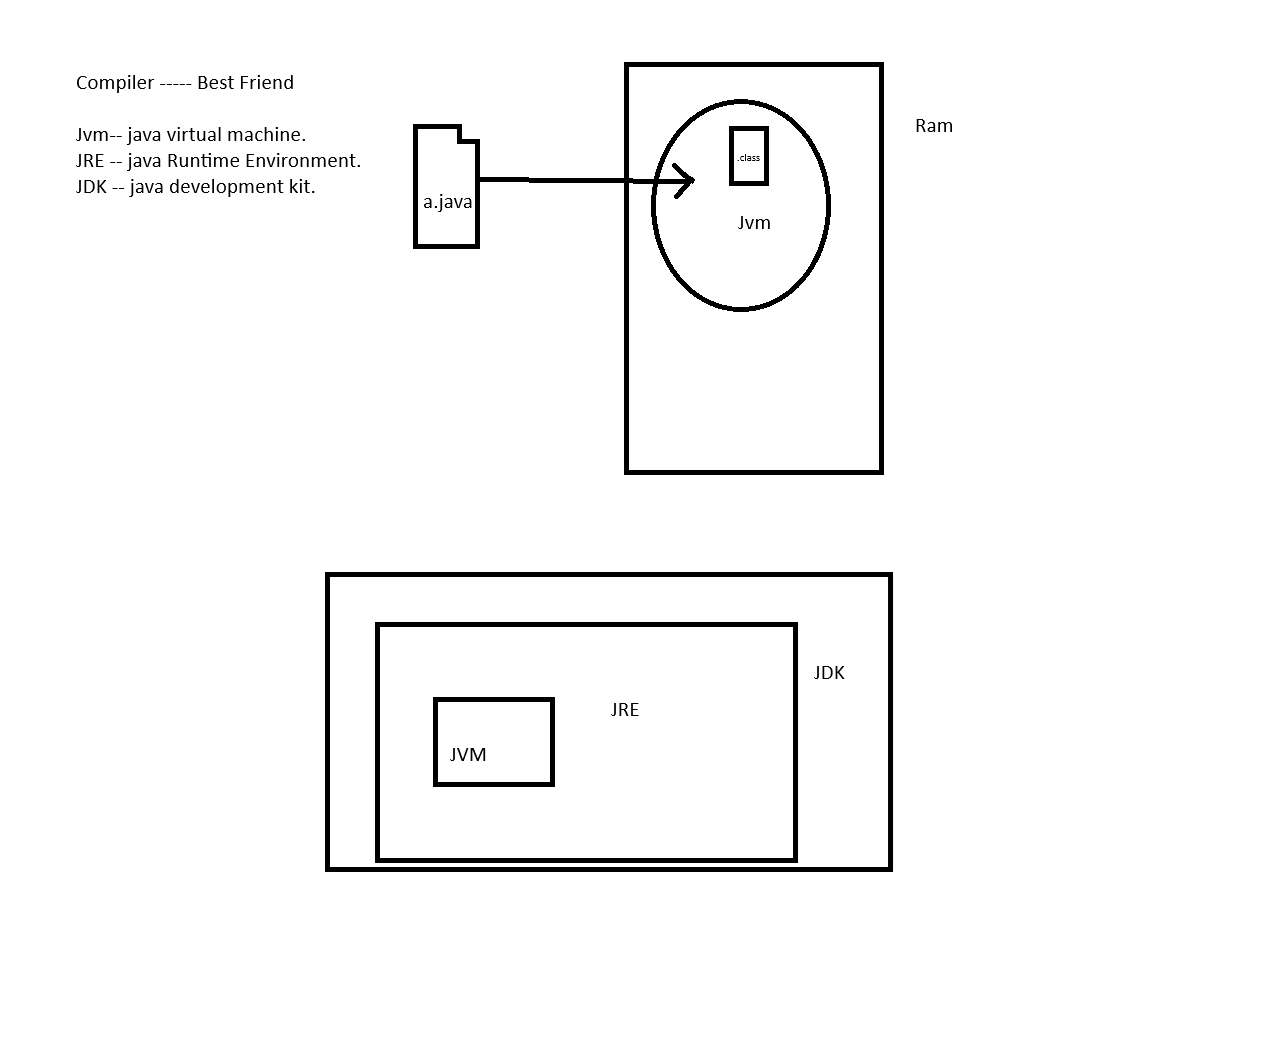 Compiler ----- Best Friend
Jvm-- java virtual machine.
JRE -- java Runtime Environment.
JDK -- java development kit.
a.java
.class
Jvm
Ram
JDK
JRE
JVM